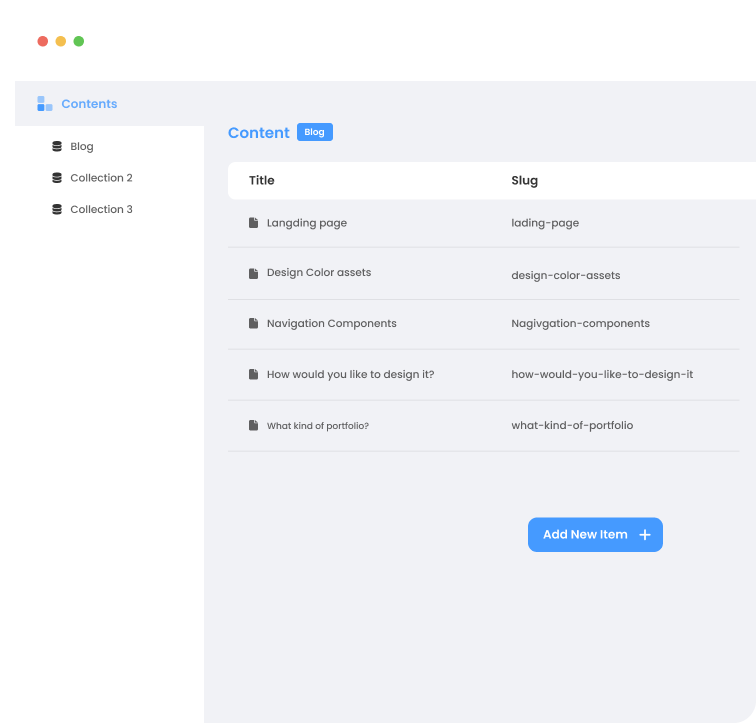 Contents
Blog
Collection 2
Collection 3
Content Blog
Title Slug
Langding page lading-page
Design Color assets design-color-assets
Navigation Components Nagivgation-components
How would you like to design it? how-would-you-like-to-design-it
What kind of portfolio? what-kind-of-portfolio
Add New Item +